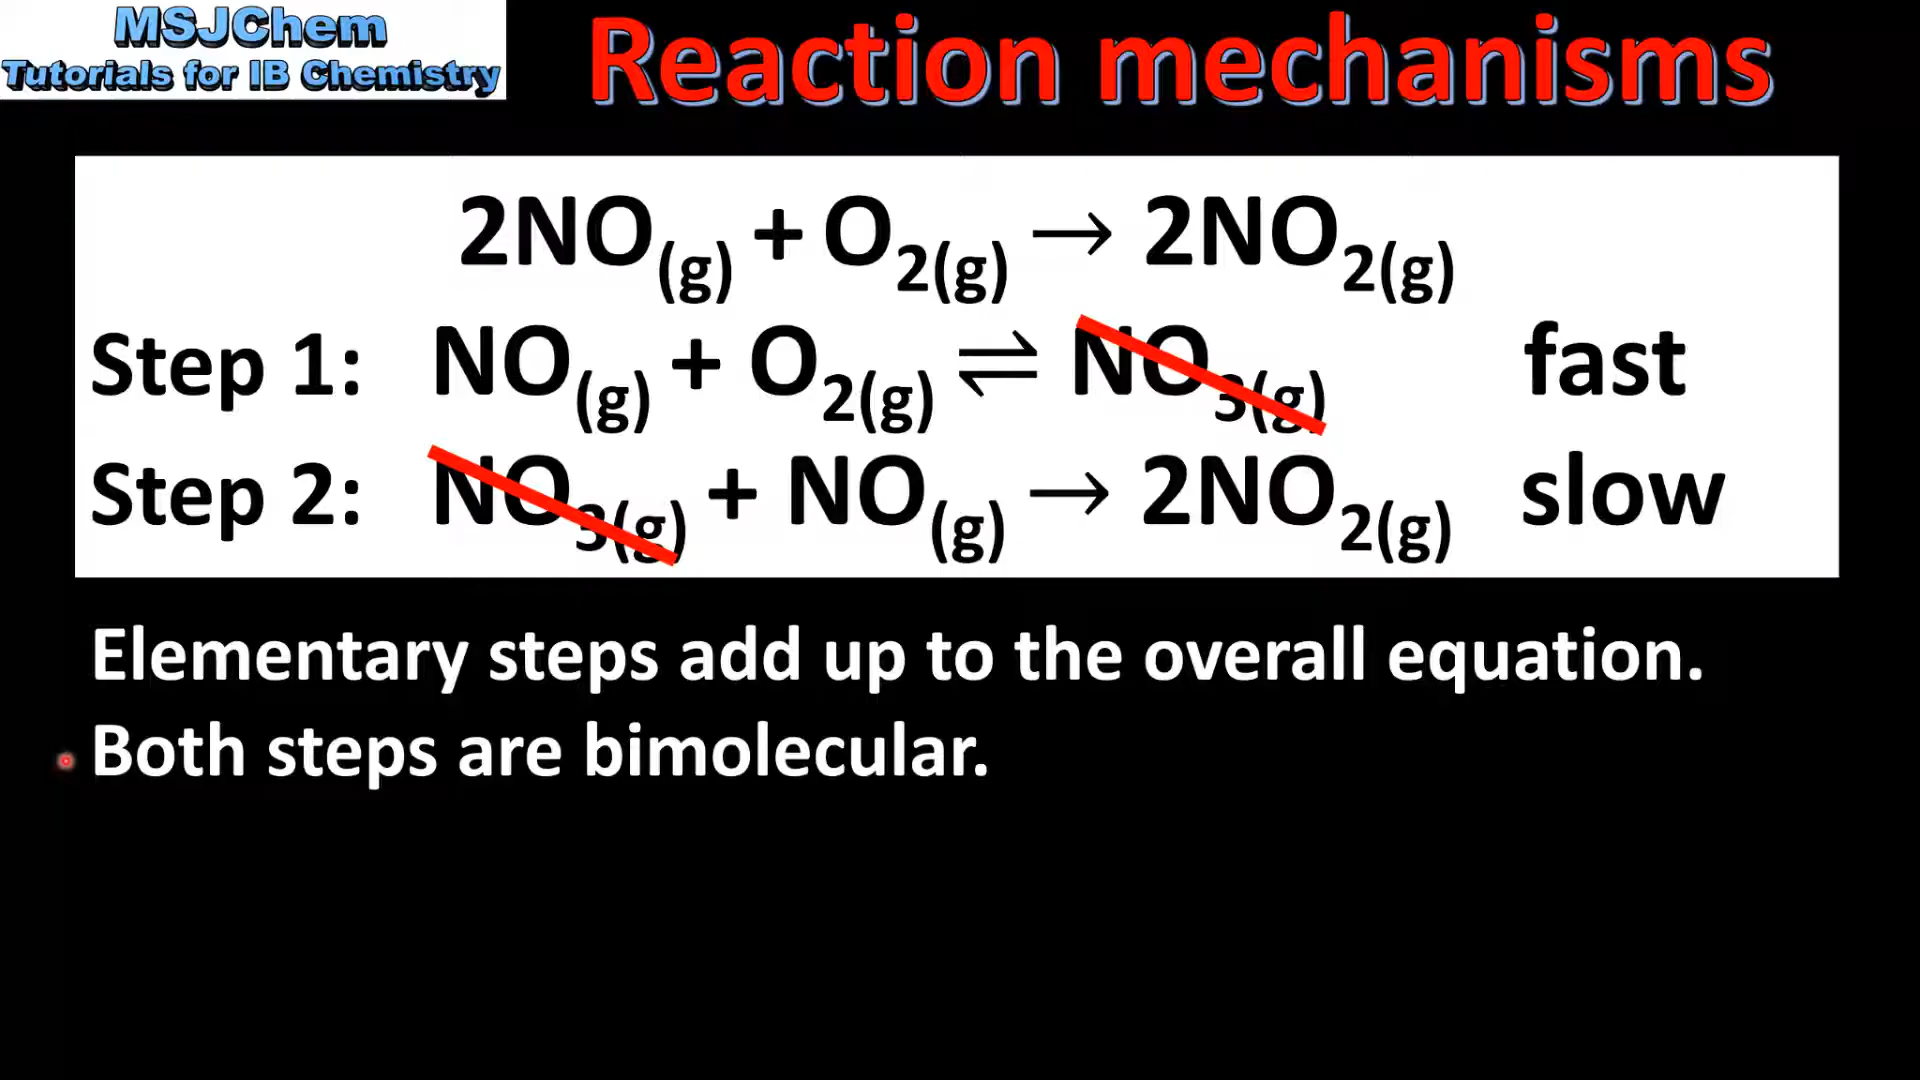 MSJChem
Tutorials for IB Chemistry
Reaction mechanisms
2NO(g) + O2(g) → 2NO2(g)
Step 1: NO(g) + O2(g) ⇌ NO3(g) fast
Step 2: NO3(g) + NO(g) → 2NO2(g) slow
Elementary steps add up to the overall equation.
Both steps are bimolecular.